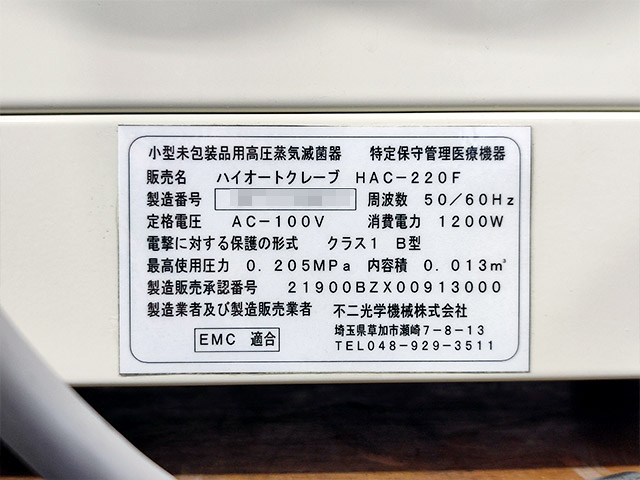 小型未包装品用高圧蒸気滅菌器 特定保守管理医療機器
販売名 ハイオートクレーブ HAC-220F
製造番号 周波数 50/60Hz
定格電圧 AC-100V 消費電力 1200W
電撃に対する保護の形式 クラス1 B型
最高使用圧力 0.205MPa 内容積 0.013m³
製造販売承認番号 21900BZX00913000
製造業者及び製造販売業者 不二光学機械株式会社
埼玉県草加市瀬崎7-8-13
EMC 適合 TEL048-929-3511